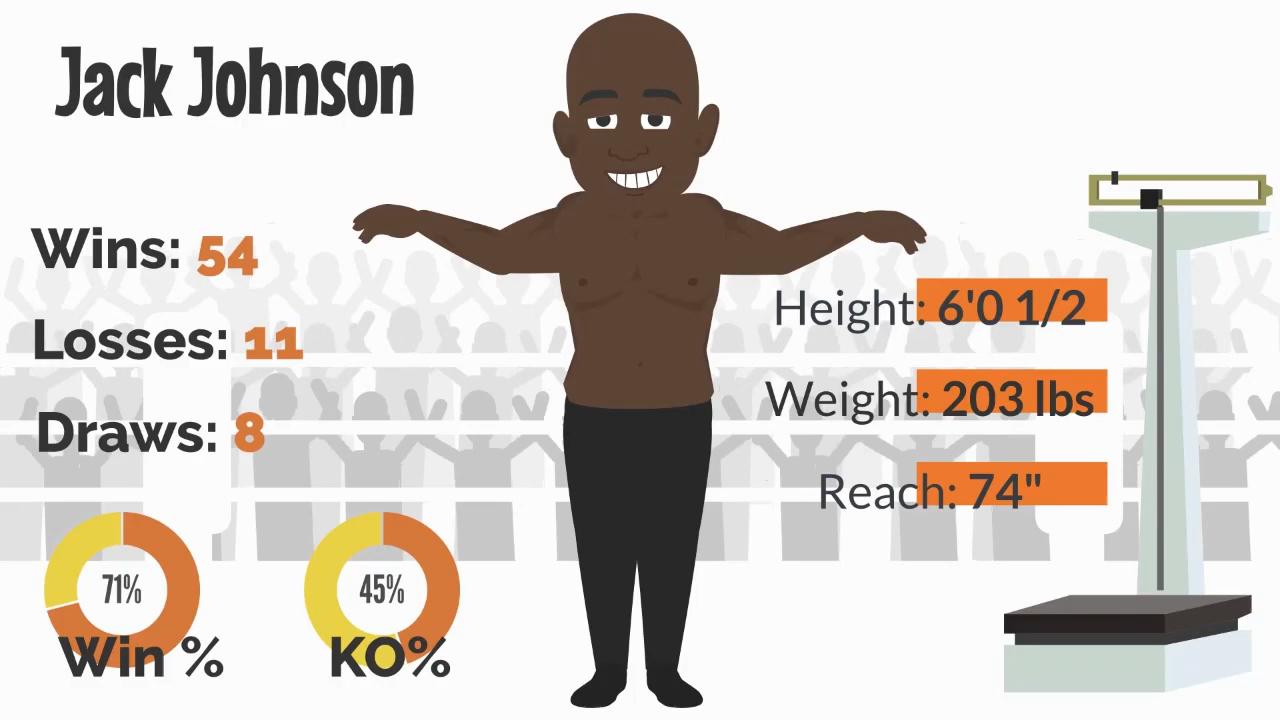 Jack Johnson
Wins: 54
Losses: 11
Draws: 8
Height: 6'0 1/2
Weight: 203 lbs
Reach: 74"
71%
Win %
45%
KO%